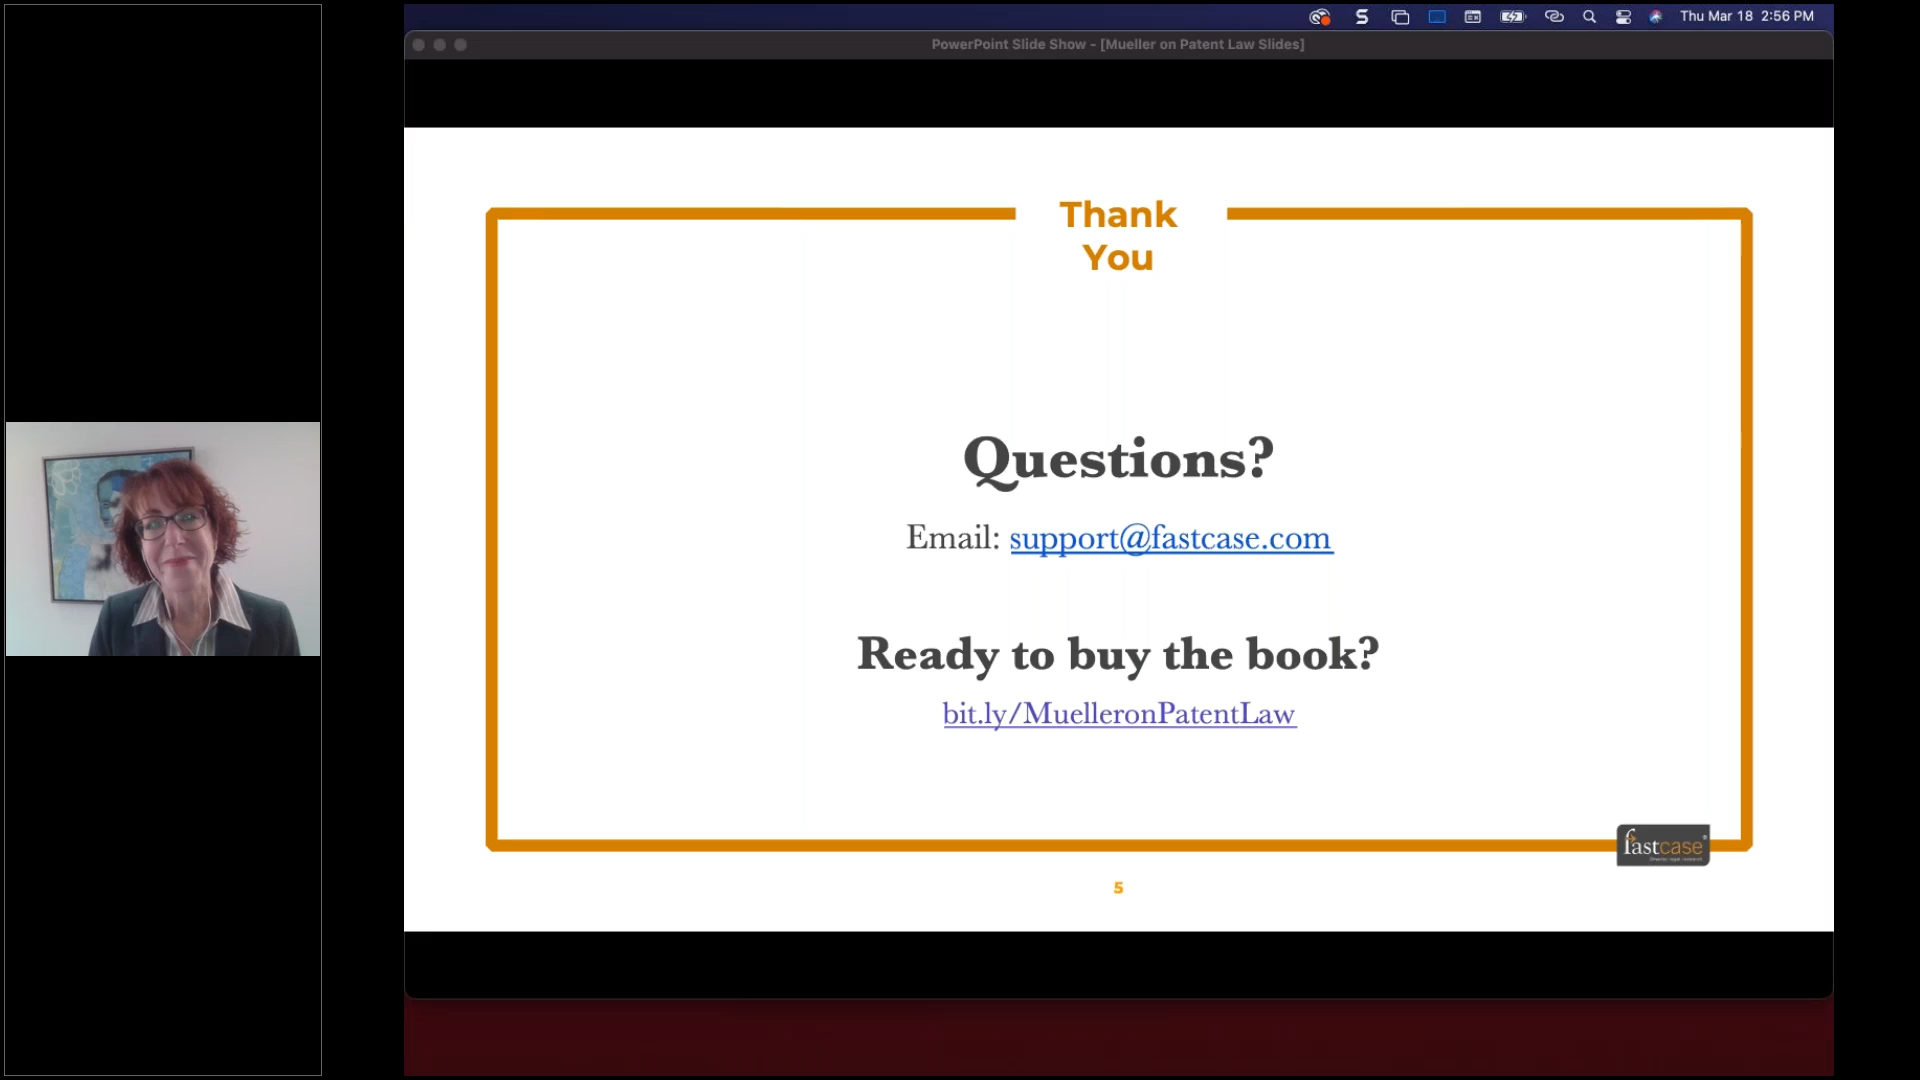 Thu Mar 18 2:56 PM
PowerPoint Slide Show - [Mueller on Patent Law Slides]
Thank
You
Questions?
Email: support@fastcase.com
Ready to buy the book?
bit.ly/MuelleronPatentLaw
fastcase
5